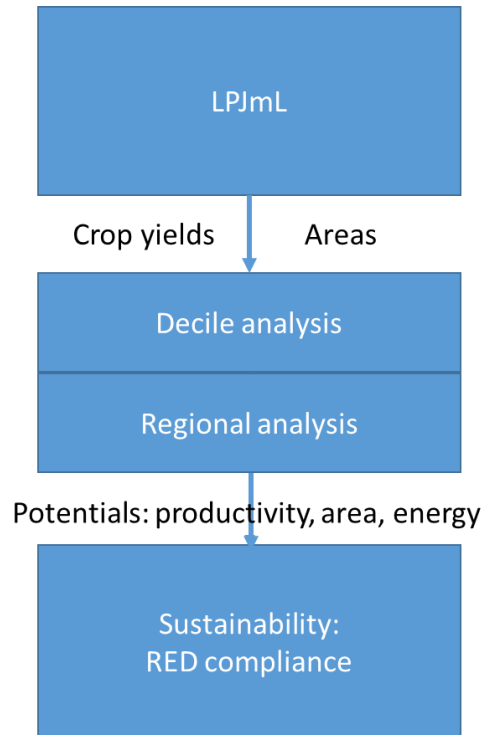 LPJmL
Crop yields Areas
Decile analysis
Regional analysis
Potentials: productivity, area, energy
Sustainability:
RED compliance